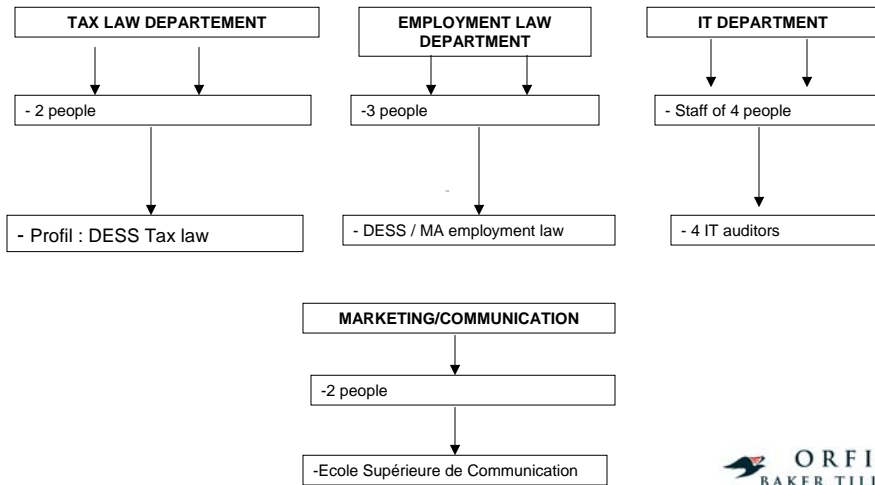 TAX LAW DEPARTEMENT
- 2 people
- Profil : DESS Tax law
EMPLOYMENT LAW
DEPARTMENT
-3 people
- DESS / MA employment law
IT DEPARTMENT
- Staff of 4 people
- 4 IT auditors
MARKETING/COMMUNICATION
-2 people
-Ecole Supérieure de Communication
ORFI
BAKER TILL